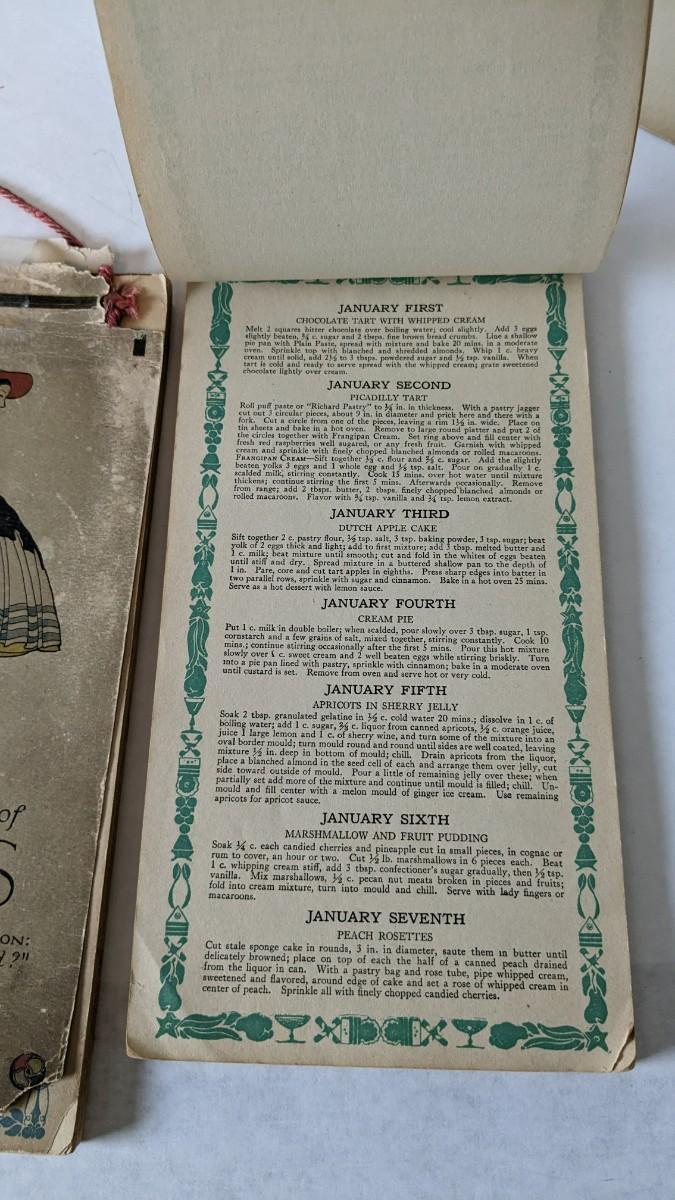 of
S
ON:
?"
JANUARY FIRST
CHOCOLATE TART WITH WHIPPED CREAM
Melt 2 squares bitter chocolate over boiling water; cool slightly. Add 3 eggs
slightly beaten, ¾ c. sugar and 2 tbsps. fine brown bread crumbs. Line a shallow
pie pan with Plain Paste, spread with mixture and bake 20 mins. in a moderate
oven. Sprinkle top with blanched and shredded almonds. Whip 1 c. heavy
cream until solid, add 2½ to 3 tbsps. powdered sugar and ½ tsp. vanilla. When
tart is cold and ready to serve spread with the whipped cream; grate sweetened
chocolate lightly over cream.
JANUARY SECOND
PICADILLY TART
Roll puff paste or "Richard Pastry" to ¾ in. in thickness. With a pastry jagger
cut out 3 circular pieces, about 9 in. in diameter and prick here and there with a
fork. Cut a circle from one of the pieces, leaving a rim 1½ in. wide. Place on
tin sheets and bake in a hot oven. Remove to large round platter and put 2 of
the circles together with Frangipan Cream. Set ring above and fill center with
fresh red raspberries well sugared, or any fresh fruit. Garnish with whipped
cream and sprinkle with finely chopped blanched almonds or rolled macaroons.
FRANGIPAN CREAM—Sift together ⅓ c. flour and ⅔ c. sugar. Add the slightly
beaten yolks 3 eggs and 1 whole egg and ½ tsp. salt. Pour on gradually 1 c.
scalded milk, stirring constantly. Cook 15 mins. over hot water until mixture
thickens; continue stirring the first 5 mins. Afterwards occasionally. Remove
from range; add 2 tbps. butter, 2 tbps. finely chopped blanched almonds or
rolled macaroons. Flavor with ¾ tsp. vanilla and ¾ tsp. lemon extract.
JANUARY THIRD
DUTCH APPLE CAKE
Sift together 2 c. pastry flour, ½ tsp. salt, 3 tsp. baking powder, 3 tsp. sugar; beat
yolk of 2 eggs thick and light; add to first mixture; add 3 tbsp. melted butter and
1 c. milk; beat mixture until smooth; cut and fold in the whites of eggs beaten
until stiff and dry. Spread mixture in a buttered shallow pan to the depth of
1 in. Pare, core and cut tart apples in eighths. Press sharp edges into batter in
two parallel rows, sprinkle with sugar and cinnamon. Bake in a hot oven 25 mins.
Serve as a hot dessert with lemon sauce.
JANUARY FOURTH
CREAM PIE
Put 1 c. milk in double boiler; when scalded, pour slowly over 3 tbsp. sugar, 1 tsp.
cornstarch and a few grains of salt, mixed together, stirring constantly. Cook 10
mins.; continue stirring occasionally after the first 5 mins. Pour this hot mixture
slowly over c. sweet cream and 2 well beaten eggs while stirring briskly. Turn
into a pie pan lined with pastry, sprinkle with cinnamon; bake in a moderate oven
until custard is set. Remove from oven and serve hot or very cold.
JANUARY FIFTH
APRICOTS IN SHERRY JELLY
Soak 2 tbsp. granulated gelatine in ½ c. cold water 20 mins.; dissolve in 1 c. of
boiling water; add 1 c. sugar, ⅔ c. liquor from canned apricots, ½ c. orange juice,
juice 1 large lemon and 1 c. of sherry wine, and turn some of the mixture into an
oval border mould; turn mould round and round until sides are well coated, leaving
mixture ½ in. deep in bottom of mould; chill. Drain apricots from the liquor,
place a blanched almond in the seed cell of each and arrange them over jelly, cut
side toward outside of mould. Pour a little of remaining jelly over these; when
partially set add more of the mixture and continue until mould is filled; chill. Un-
mould and fill center with a melon mould of ginger ice cream. Use remaining
apricots for apricot sauce.
JANUARY SIXTH
MARSHMALLOW AND FRUIT PUDDING
Soak ¼ c. each candied cherries and pineapple cut in small pieces, in cognac or
rum to cover, an hour or two. Cut ½ lb. marshmallows in 6 pieces each. Beat
1 c. whipping cream stiff, add 3 tbsp. confectioner's sugar gradually, then ½ tsp.
vanilla. Mix marshallows, ½ c. pecan nut meats broken in pieces and fruits;
fold into cream mixture, turn into mould and chill. Serve with lady fingers or
macaroons.
JANUARY SEVENTH
PEACH ROSETTES
Cut stale sponge cake in rounds, 3 in. in diameter, saute them in butter until
delicately browned; place on top of each the half of a canned peach drained
from the liquor in can. With a pastry bag and rose tube, pipe whipped cream,
sweetened and flavored, around edge of cake and set a rose of whipped cream in
center of peach. Sprinkle all with finely chopped candied cherries.